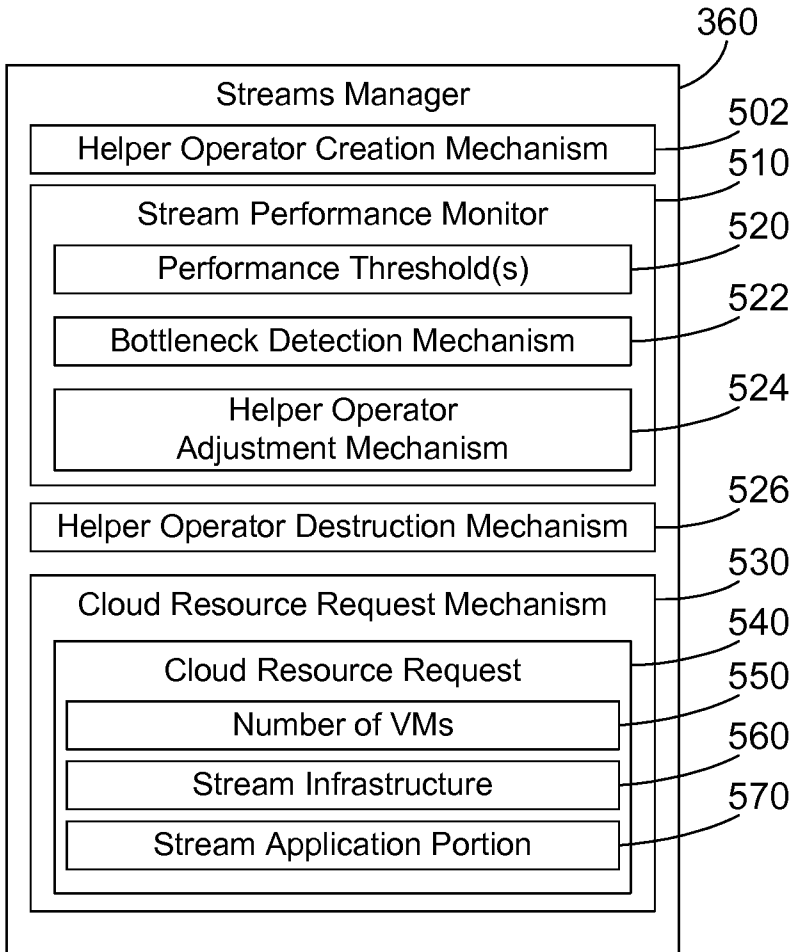 360
Streams Manager
502
Helper Operator Creation Mechanism
510
Stream Performance Monitor
520
Performance Threshold(s)
522
Bottleneck Detection Mechanism
524
Helper Operator
Adjustment Mechanism
526
Helper Operator Destruction Mechanism
530
Cloud Resource Request Mechanism
540
Cloud Resource Request
550
Number of VMs
560
Stream Infrastructure
570
Stream Application Portion